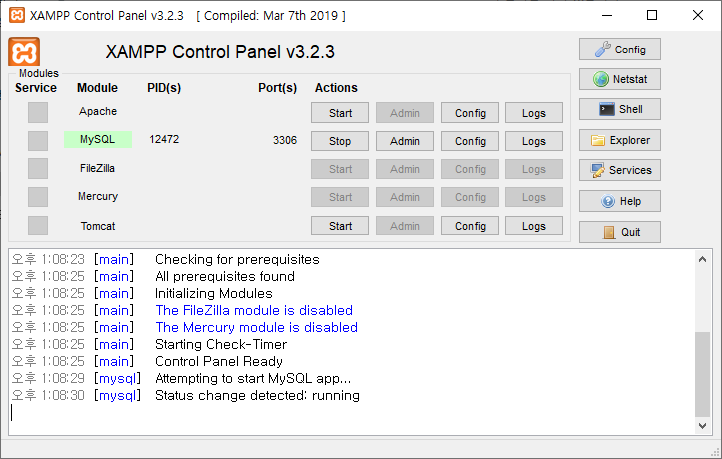 XAMPP Control Panel v3.2.3 [ Compiled: Mar 7th 2019 ]
XAMPP Control Panel v3.2.3
Config
Netstat
Shell
Explorer
Services
Help
Quit
Modules
Service Module PID(s) Port(s) Actions
Apache Start Admin Config Logs
MySQL 12472 3306 Stop Admin Config Logs
FileZilla Start Admin Config Logs
Mercury Start Admin Config Logs
Tomcat Start Admin Config Logs
오후 1:08:23 [main] Checking for prerequisites
오후 1:08:25 [main] All prerequisites found
오후 1:08:25 [main] Initializing Modules
오후 1:08:25 [main] The FileZilla module is disabled
오후 1:08:25 [main] The Mercury module is disabled
오후 1:08:25 [main] Starting Check-Timer
오후 1:08:25 [main] Control Panel Ready
오후 1:08:29 [mysql] Attempting to start MySQL app...
오후 1:08:30 [mysql] Status change detected: running